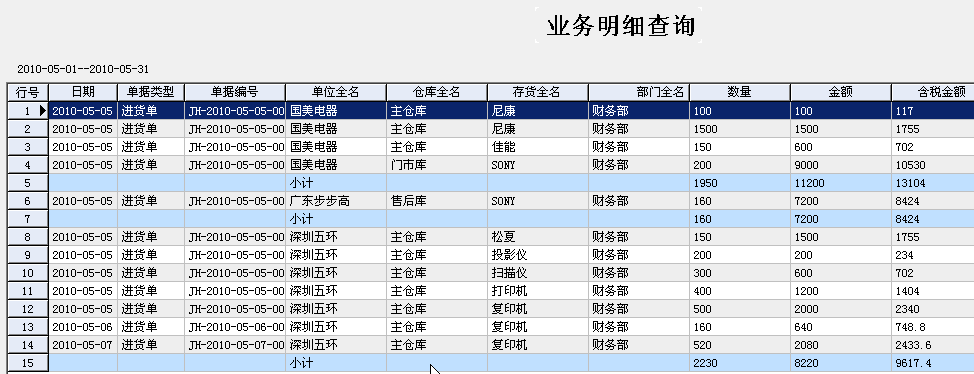 业务明细查询
2010-05-01--2010-05-31
行号 日期 单据类型 单据编号 单位全名 仓库全名 存货全名 部门全名 数量 金额 含税金额
1 2010-05-05 进货单 JH-2010-05-05-00 国美电器 主仓库 尼康 财务部 100 100 117
2 2010-05-05 进货单 JH-2010-05-05-00 国美电器 主仓库 尼康 财务部 1500 1500 1755
3 2010-05-05 进货单 JH-2010-05-05-00 国美电器 主仓库 佳能 财务部 150 600 702
4 2010-05-05 进货单 JH-2010-05-05-00 国美电器 门市库 SONY 财务部 200 9000 10530
5 小计 1950 11200 13104
6 2010-05-05 进货单 JH-2010-05-05-00 广东步步高 售后库 SONY 财务部 160 7200 8424
7 小计 160 7200 8424
8 2010-05-05 进货单 JH-2010-05-05-00 深圳五环 主仓库 松夏 财务部 150 1500 1755
9 2010-05-05 进货单 JH-2010-05-05-00 深圳五环 主仓库 投影仪 财务部 200 200 234
10 2010-05-05 进货单 JH-2010-05-05-00 深圳五环 主仓库 扫描仪 财务部 300 600 702
11 2010-05-05 进货单 JH-2010-05-05-00 深圳五环 主仓库 打印机 财务部 400 1200 1404
12 2010-05-05 进货单 JH-2010-05-05-00 深圳五环 主仓库 复印机 财务部 500 2000 2340
13 2010-05-06 进货单 JH-2010-05-06-00 深圳五环 主仓库 复印机 财务部 160 640 748.8
14 2010-05-07 进货单 JH-2010-05-07-00 深圳五环 主仓库 复印机 财务部 520 2080 2433.6
15 小计 2230 8220 9617.4